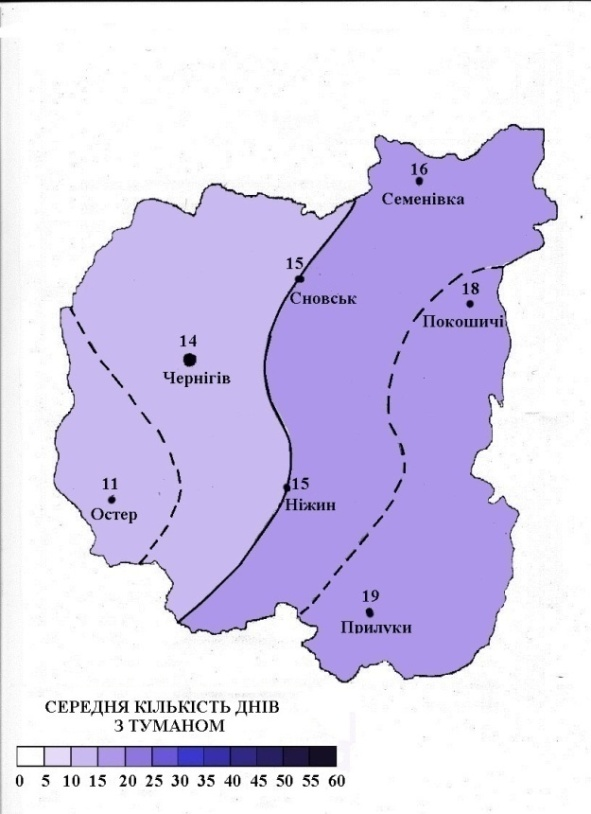 16
Семенівка
15
Сновськ
18
Покошичі
14
Чернігів
11
Остер
15
Ніжин
19
Прилуки
СЕРЕДНЯ КІЛЬКІСТЬ ДНІВ
З ТУМАНОМ
0 5 10 15 20 25 30 35 40 45 50 55 60